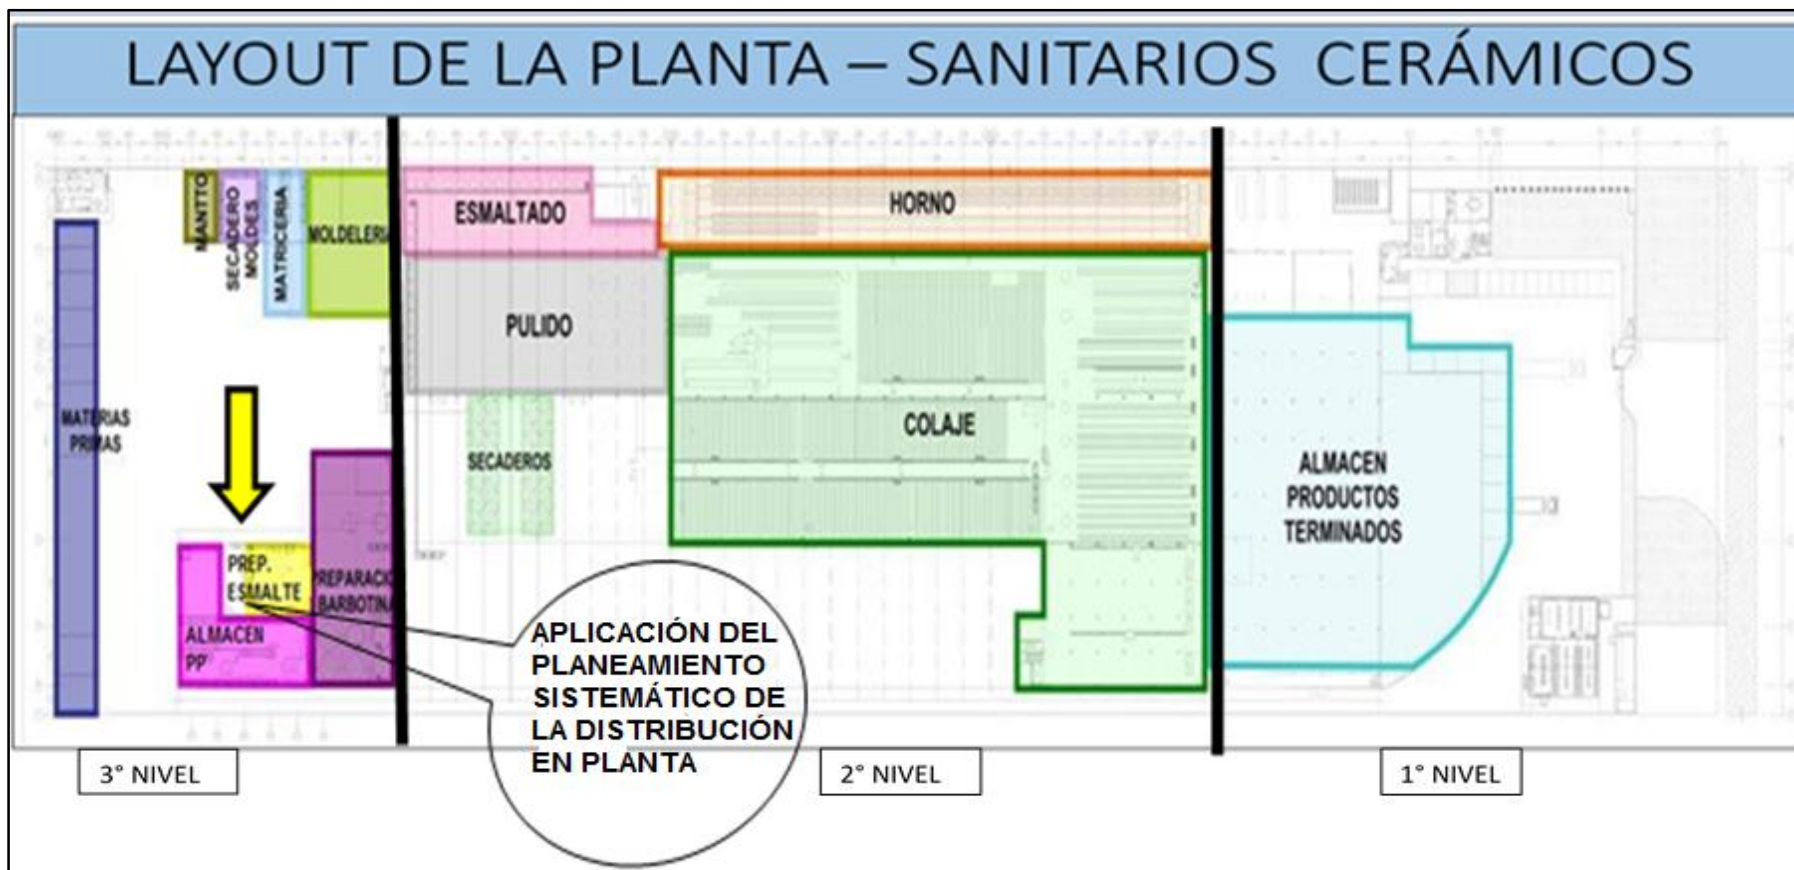 LAYOUT DE LA PLANTA – SANITARIOS CERÁMICOS
MANTTO
SECADERO
MOLDES
MATRICERIA
MOLDELERIA
ESMALTADO
HORNO
PULIDO
MATERIAS
PRIMAS
SECADEROS
COLAJE
ALMACEN
PRODUCTOS
TERMINADOS
PREP.
ESMALTE
PREPARACIO
BARBOTINA
ALMACEN
PP
APLICACIÓN DEL
PLANEAMIENTO
SISTEMÁTICO DE
LA DISTRIBUCIÓN
EN PLANTA
3° NIVEL
2° NIVEL
1° NIVEL